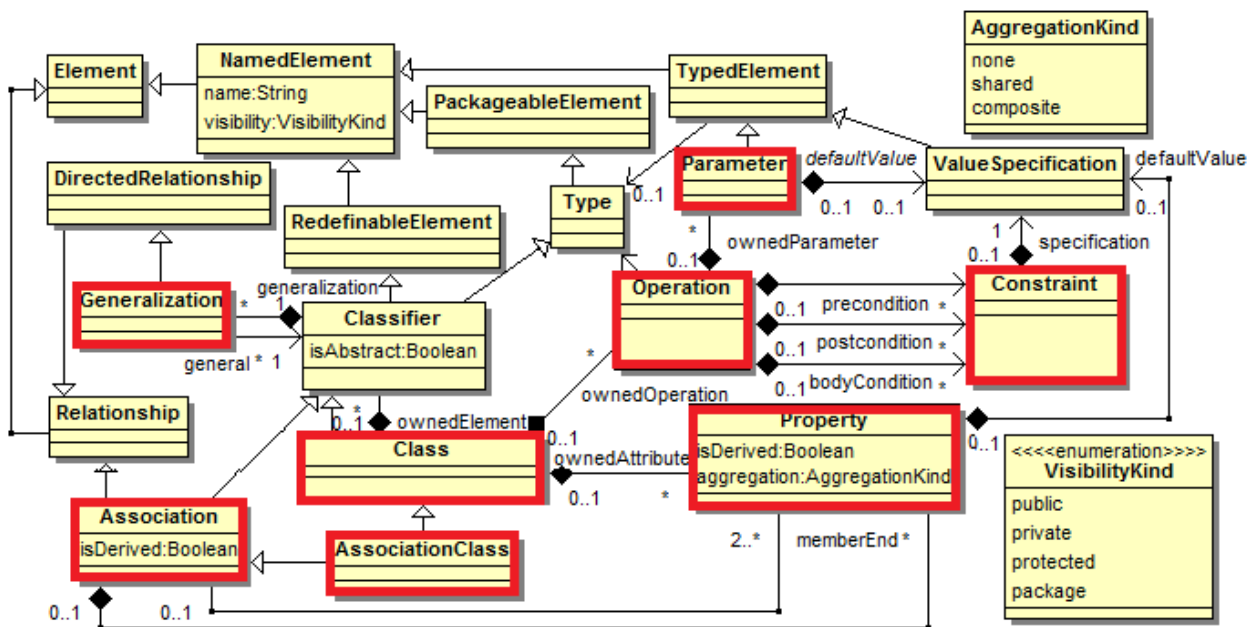 AggregationKind
none
shared
composite
Element
NamedElement
name:String
visibility:VisibilityKind
TypedElement
PackageableElement
DirectedRelationship
Parameter
defaultValue
0..1
0..1
ValueSpecification
defaultValue
0..1
Type
0..1
RedefinableElement
*
ownedParameter
0..1
1
specification
0..1
Generalization
generalization
*
1
general
*
1
Classifier
isAbstract:Boolean
Operation
precondition
0..1
*
postcondition
0..1
*
bodyCondition
0..1
*
Constraint
*
ownedOperation
0..1
Relationship
*
ownedElement
0..1
Class
ownedAttribute
0..1
*
Property
isDerived:Boolean
aggregation:AggregationKind
0..1
<<<<enumeration>>>>
VisibilityKind
public
private
protected
package
Association
isDerived:Boolean
AssociationClass
2..*
memberEnd
*
0..1
0..1